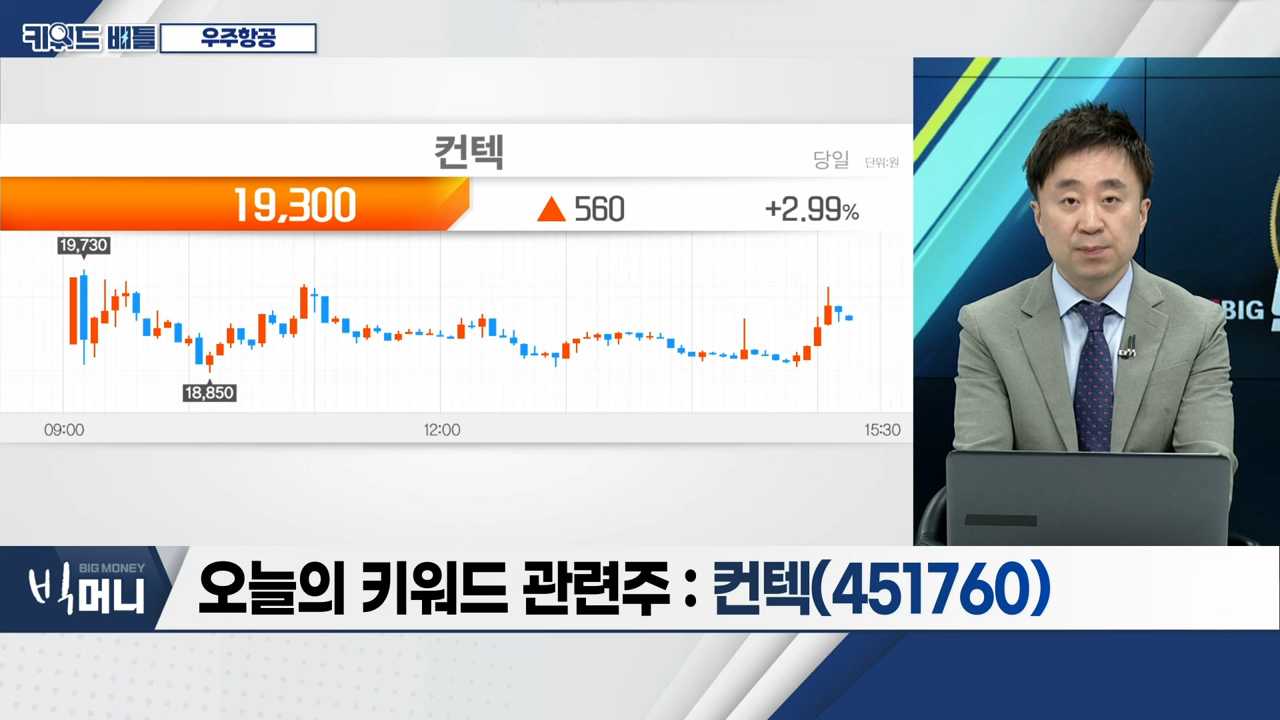 키워드 배틀 우주항공
컨텍
당일 단위:원
19,300 ▲ 560 +2.99%
19,730
18,850
09:00 12:00 15:30
BIG
BIG MONEY
빅머니
오늘의 키워드 관련주 : 컨텍(451760)